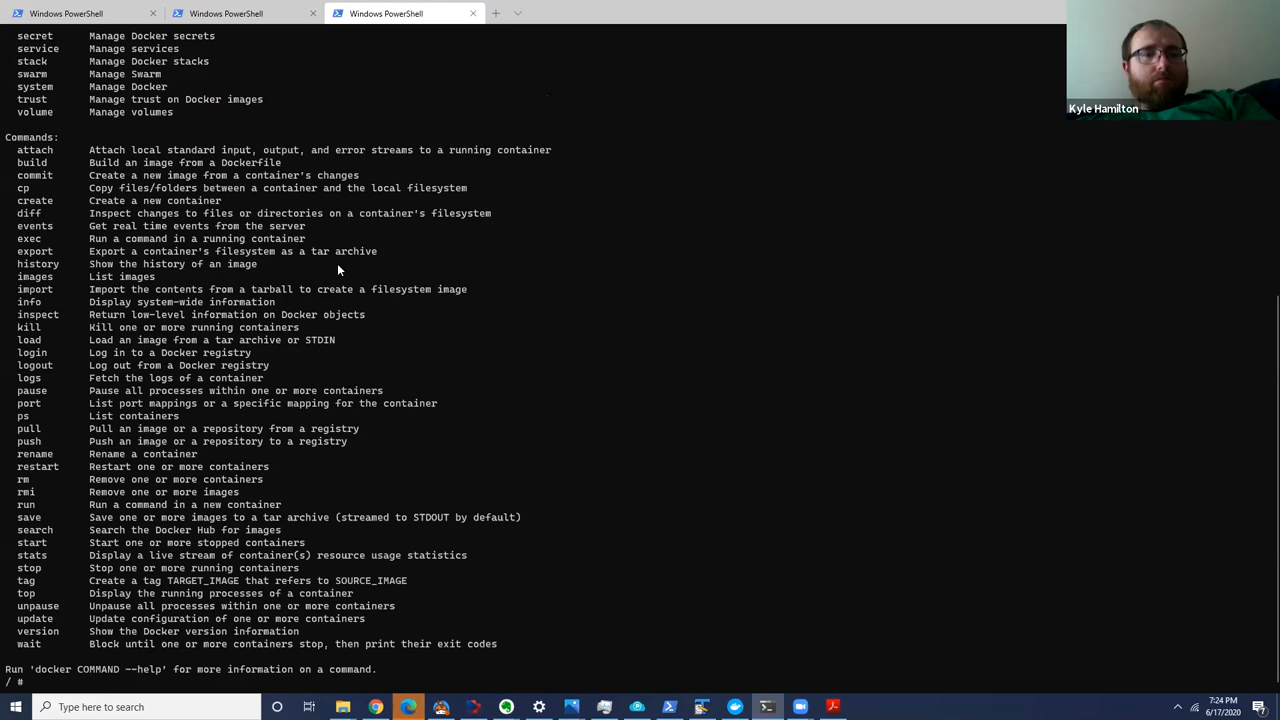 Windows PowerShell
Windows PowerShell
Windows PowerShell
secret Manage Docker secrets
service Manage services
stack Manage Docker stacks
swarm Manage Swarm
system Manage Docker
trust Manage trust on Docker images
volume Manage volumes
Commands:
attach Attach local standard input, output, and error streams to a running container
build Build an image from a Dockerfile
commit Create a new image from a container's changes
cp Copy files/folders between a container and the local filesystem
create Create a new container
diff Inspect changes to files or directories on a container's filesystem
events Get real time events from the server
exec Run a command in a running container
export Export a container's filesystem as a tar archive
history Show the history of an image
images List images
import Import the contents from a tarball to create a filesystem image
info Display system-wide information
inspect Return low-level information on Docker objects
kill Kill one or more running containers
load Load an image from a tar archive or STDIN
login Log in to a Docker registry
logout Log out from a Docker registry
logs Fetch the logs of a container
pause Pause all processes within one or more containers
port List port mappings or a specific mapping for the container
ps List containers
pull Pull an image or a repository from a registry
push Push an image or a repository to a registry
rename Rename a container
restart Restart one or more containers
rm Remove one or more containers
rmi Remove one or more images
run Run a command in a new container
save Save one or more images to a tar archive (streamed to STDOUT by default)
search Search the Docker Hub for images
start Start one or more stopped containers
stats Display a live stream of container(s) resource usage statistics
stop Stop one or more running containers
tag Create a tag TARGET_IMAGE that refers to SOURCE_IMAGE
top Display the running processes of a container
unpause Unpause all processes within one or more containers
update Update configuration of one or more containers
version Show the Docker version information
wait Block until one or more containers stop, then print their exit codes
Run 'docker COMMAND --help' for more information on a command.
/ #
Kyle Hamilton
Type here to search
7:24 PM
6/17/2020